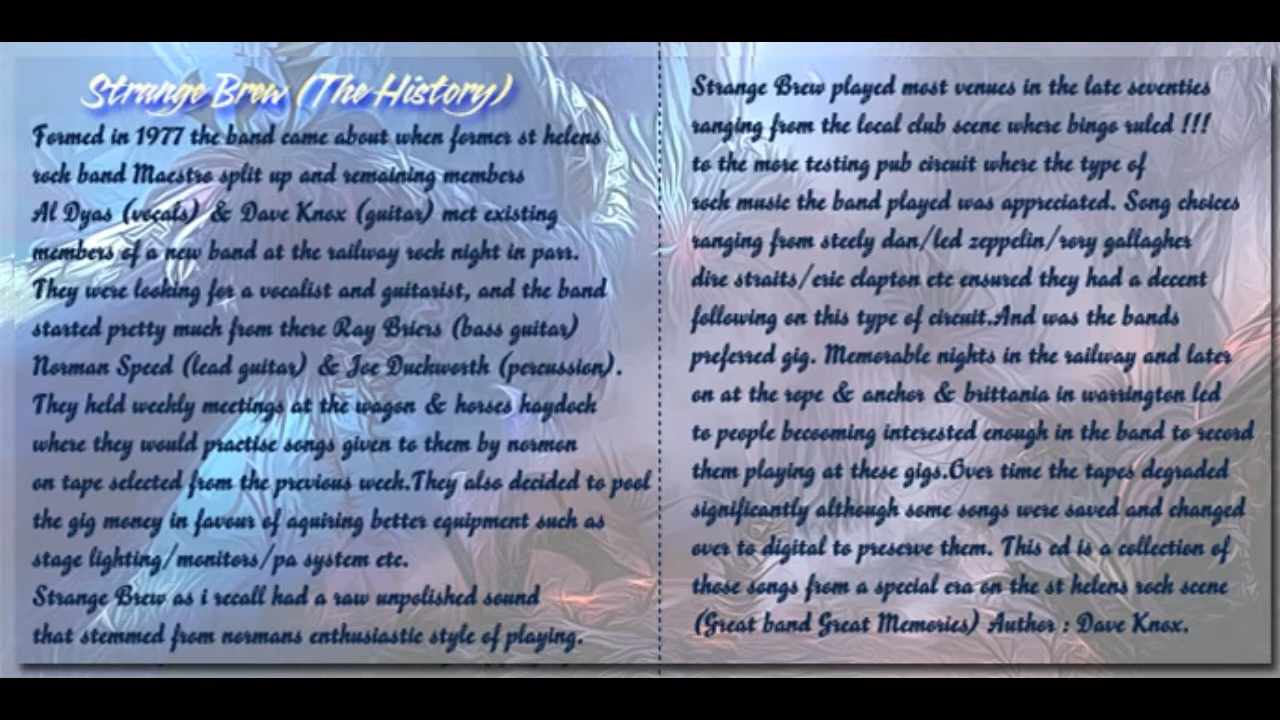 Strange Brew (The History)
Formed in 1977 the band came about when former st helens
rock band Maestro split up and remaining members
Al Dyas (vocals) & Dave Knox (guitar) met existing
members of a new band at the railway rock night in parr.
They were looking for a vocalist and guitarist, and the band
started pretty much from there Ray Briers (bass guitar)
Norman Speed (lead guitar) & Joe Duckworth (percussion).
They held weekly meetings at the wagon & horses haydock
where they would practise songs given to them by normon
on tape selected from the previous week.They also decided to pool
the gig money in favour of aquiring better equipment such as
stage lighting/monitors/pa system etc.
Strange Brew as i recall had a raw unpolished sound
that stemmed from normans enthusiastic style of playing.
Strange Brew played most venues in the late seventies
ranging from the local club scene where bingo ruled !!!
to the more testing pub circuit where the type of
rock music the band played was appreciated. Song choices
ranging from steely dan/led zeppelin/rory gallagher
dire straits/eric clapton etc ensured they had a decent
following on this type of circuit.And was the bands
preferred gig. Memorable nights in the railway and later
on at the rope & anchor & brittania in warrington led
to people becooming interested enough in the band to record
them playing at these gigs.Over time the tapes degraded
significantly although some songs were saved and changed
over to digital to preserve them. This cd is a collection of
those songs from a special era on the st helens rock scene
(Great band Great Memories) Author : Dave Knox.